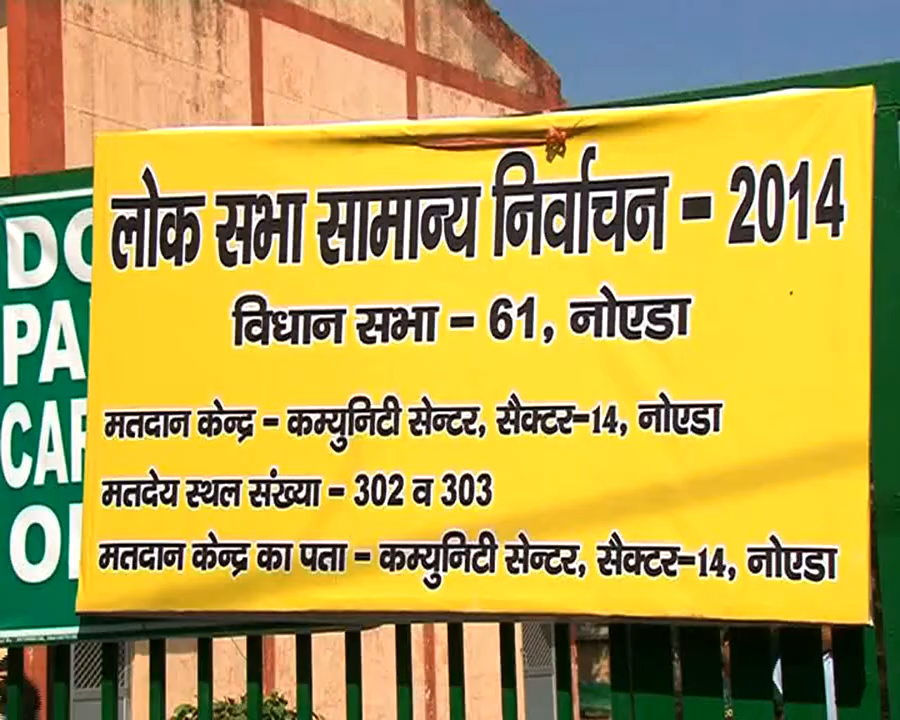 लोक सभा सामान्य निर्वाचन - 2014
विधान सभा - 61, नोएडा
मतदान केन्द्र - कम्युनिटी सेन्टर, सैक्टर-14, नोएडा
मतदेय स्थल संख्या - 302 व 303
मतदान केन्द्र का पता - कम्युनिटी सेन्टर, सैक्टर-14, नोएडा